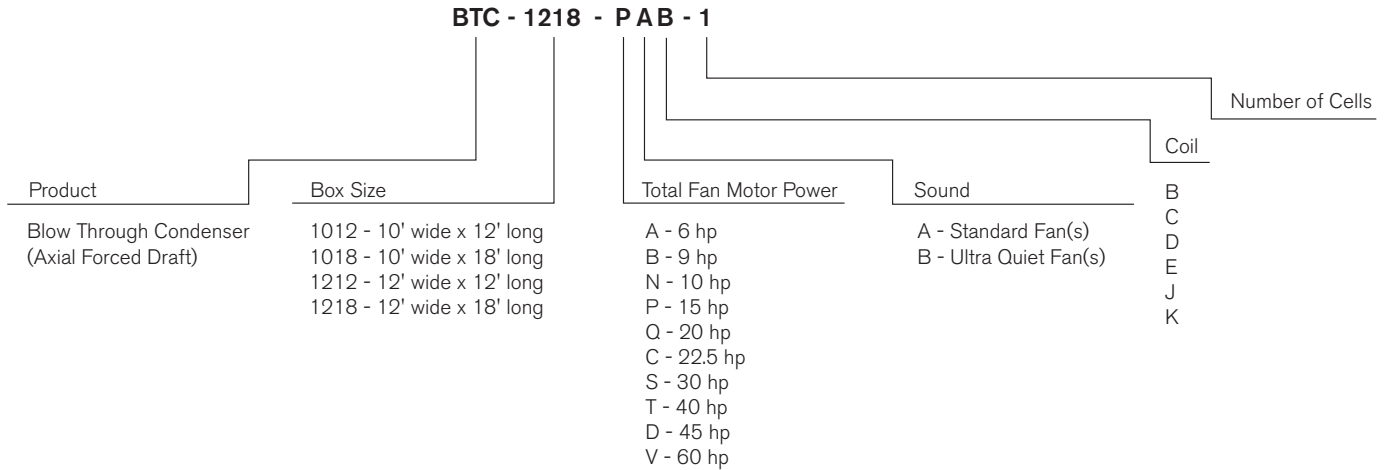 BTC - 1218 - P A B - 1
Number of Cells
Coil
B
C
D
E
J
K
Product
Blow Through Condenser
(Axial Forced Draft)
Box Size
1012 - 10' wide x 12' long
1018 - 10' wide x 18' long
1212 - 12' wide x 12' long
1218 - 12' wide x 18' long
Total Fan Motor Power
A - 6 hp
B - 9 hp
N - 10 hp
P - 15 hp
Q - 20 hp
C - 22.5 hp
S - 30 hp
T - 40 hp
D - 45 hp
V - 60 hp
Sound
A - Standard Fan(s)
B - Ultra Quiet Fan(s)